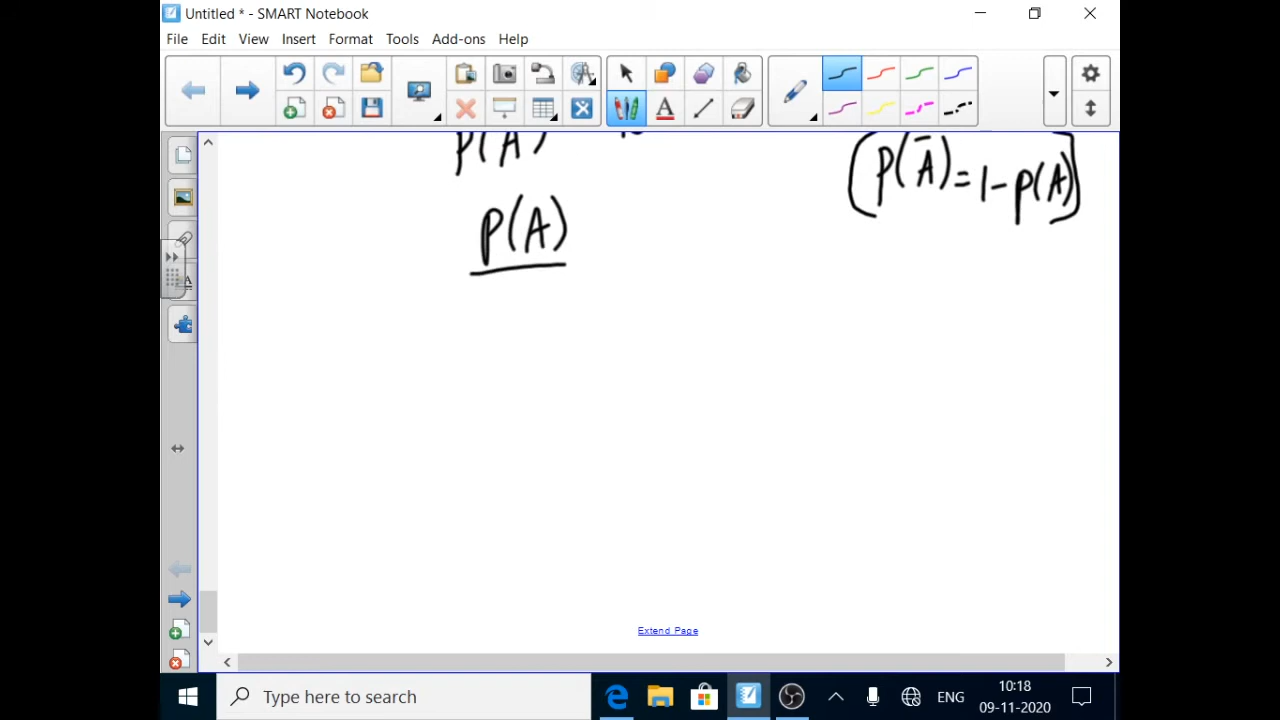 Untitled * - SMART Notebook
File Edit View Insert Format Tools Add-ons Help
P(A)
P(A̅) = 1 - P(A)
P(A)
Extend Page
Type here to search
ENG
10:18
09-11-2020